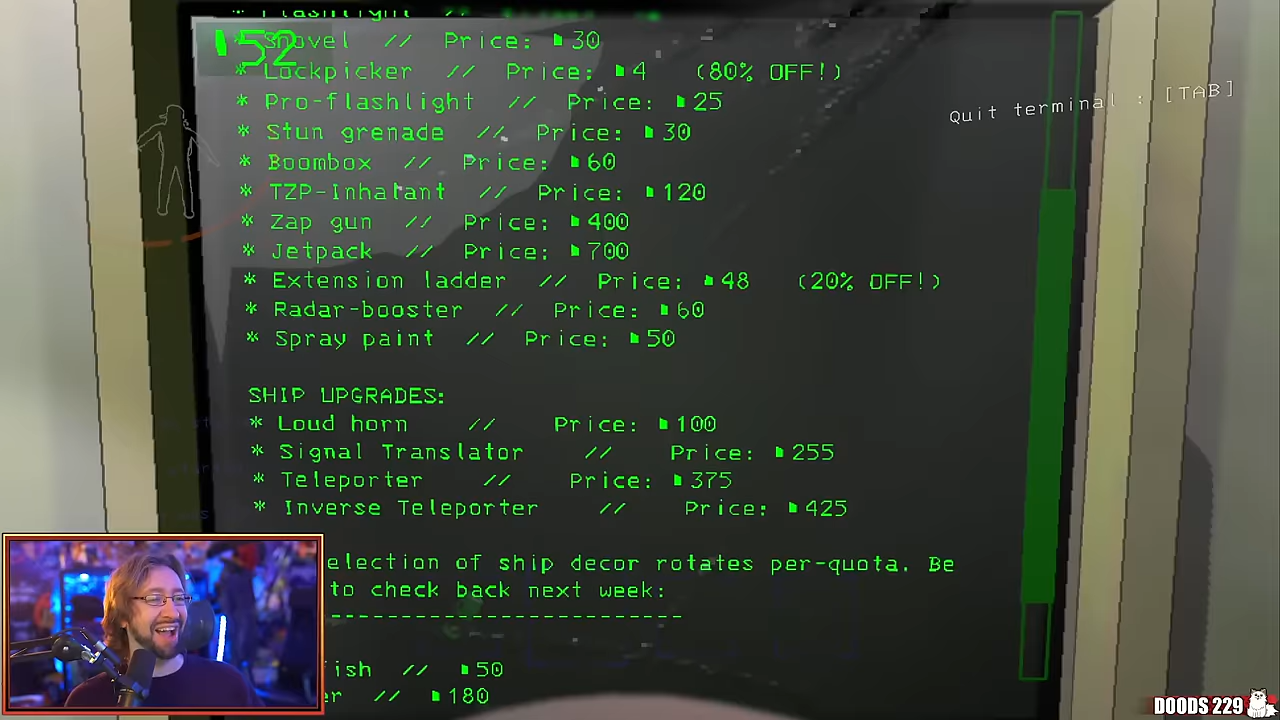 * Flashlight //
52
* Shovel // Price: 30
* Lockpicker // Price: 4 (80% OFF!)
* Pro-flashlight // Price: 25
Quit terminal : [TAB]
* Stun grenade // Price: 30
* Boombox // Price: 60
* TZP-Inhalant // Price: 120
* Zap gun // Price: 400
* Jetpack // Price: 700
* Extension ladder // Price: 48 (20% OFF!)
* Radar-booster // Price: 60
* Spray paint // Price: 50
SHIP UPGRADES:
* Loud horn // Price: 100
* Signal Translator // Price: 255
* Teleporter // Price: 375
* Inverse Teleporter // Price: 425
election of ship decor rotates per-quota. Be
to check back next week:
------------------------------
ish // 50
er // 180
DOODS 229